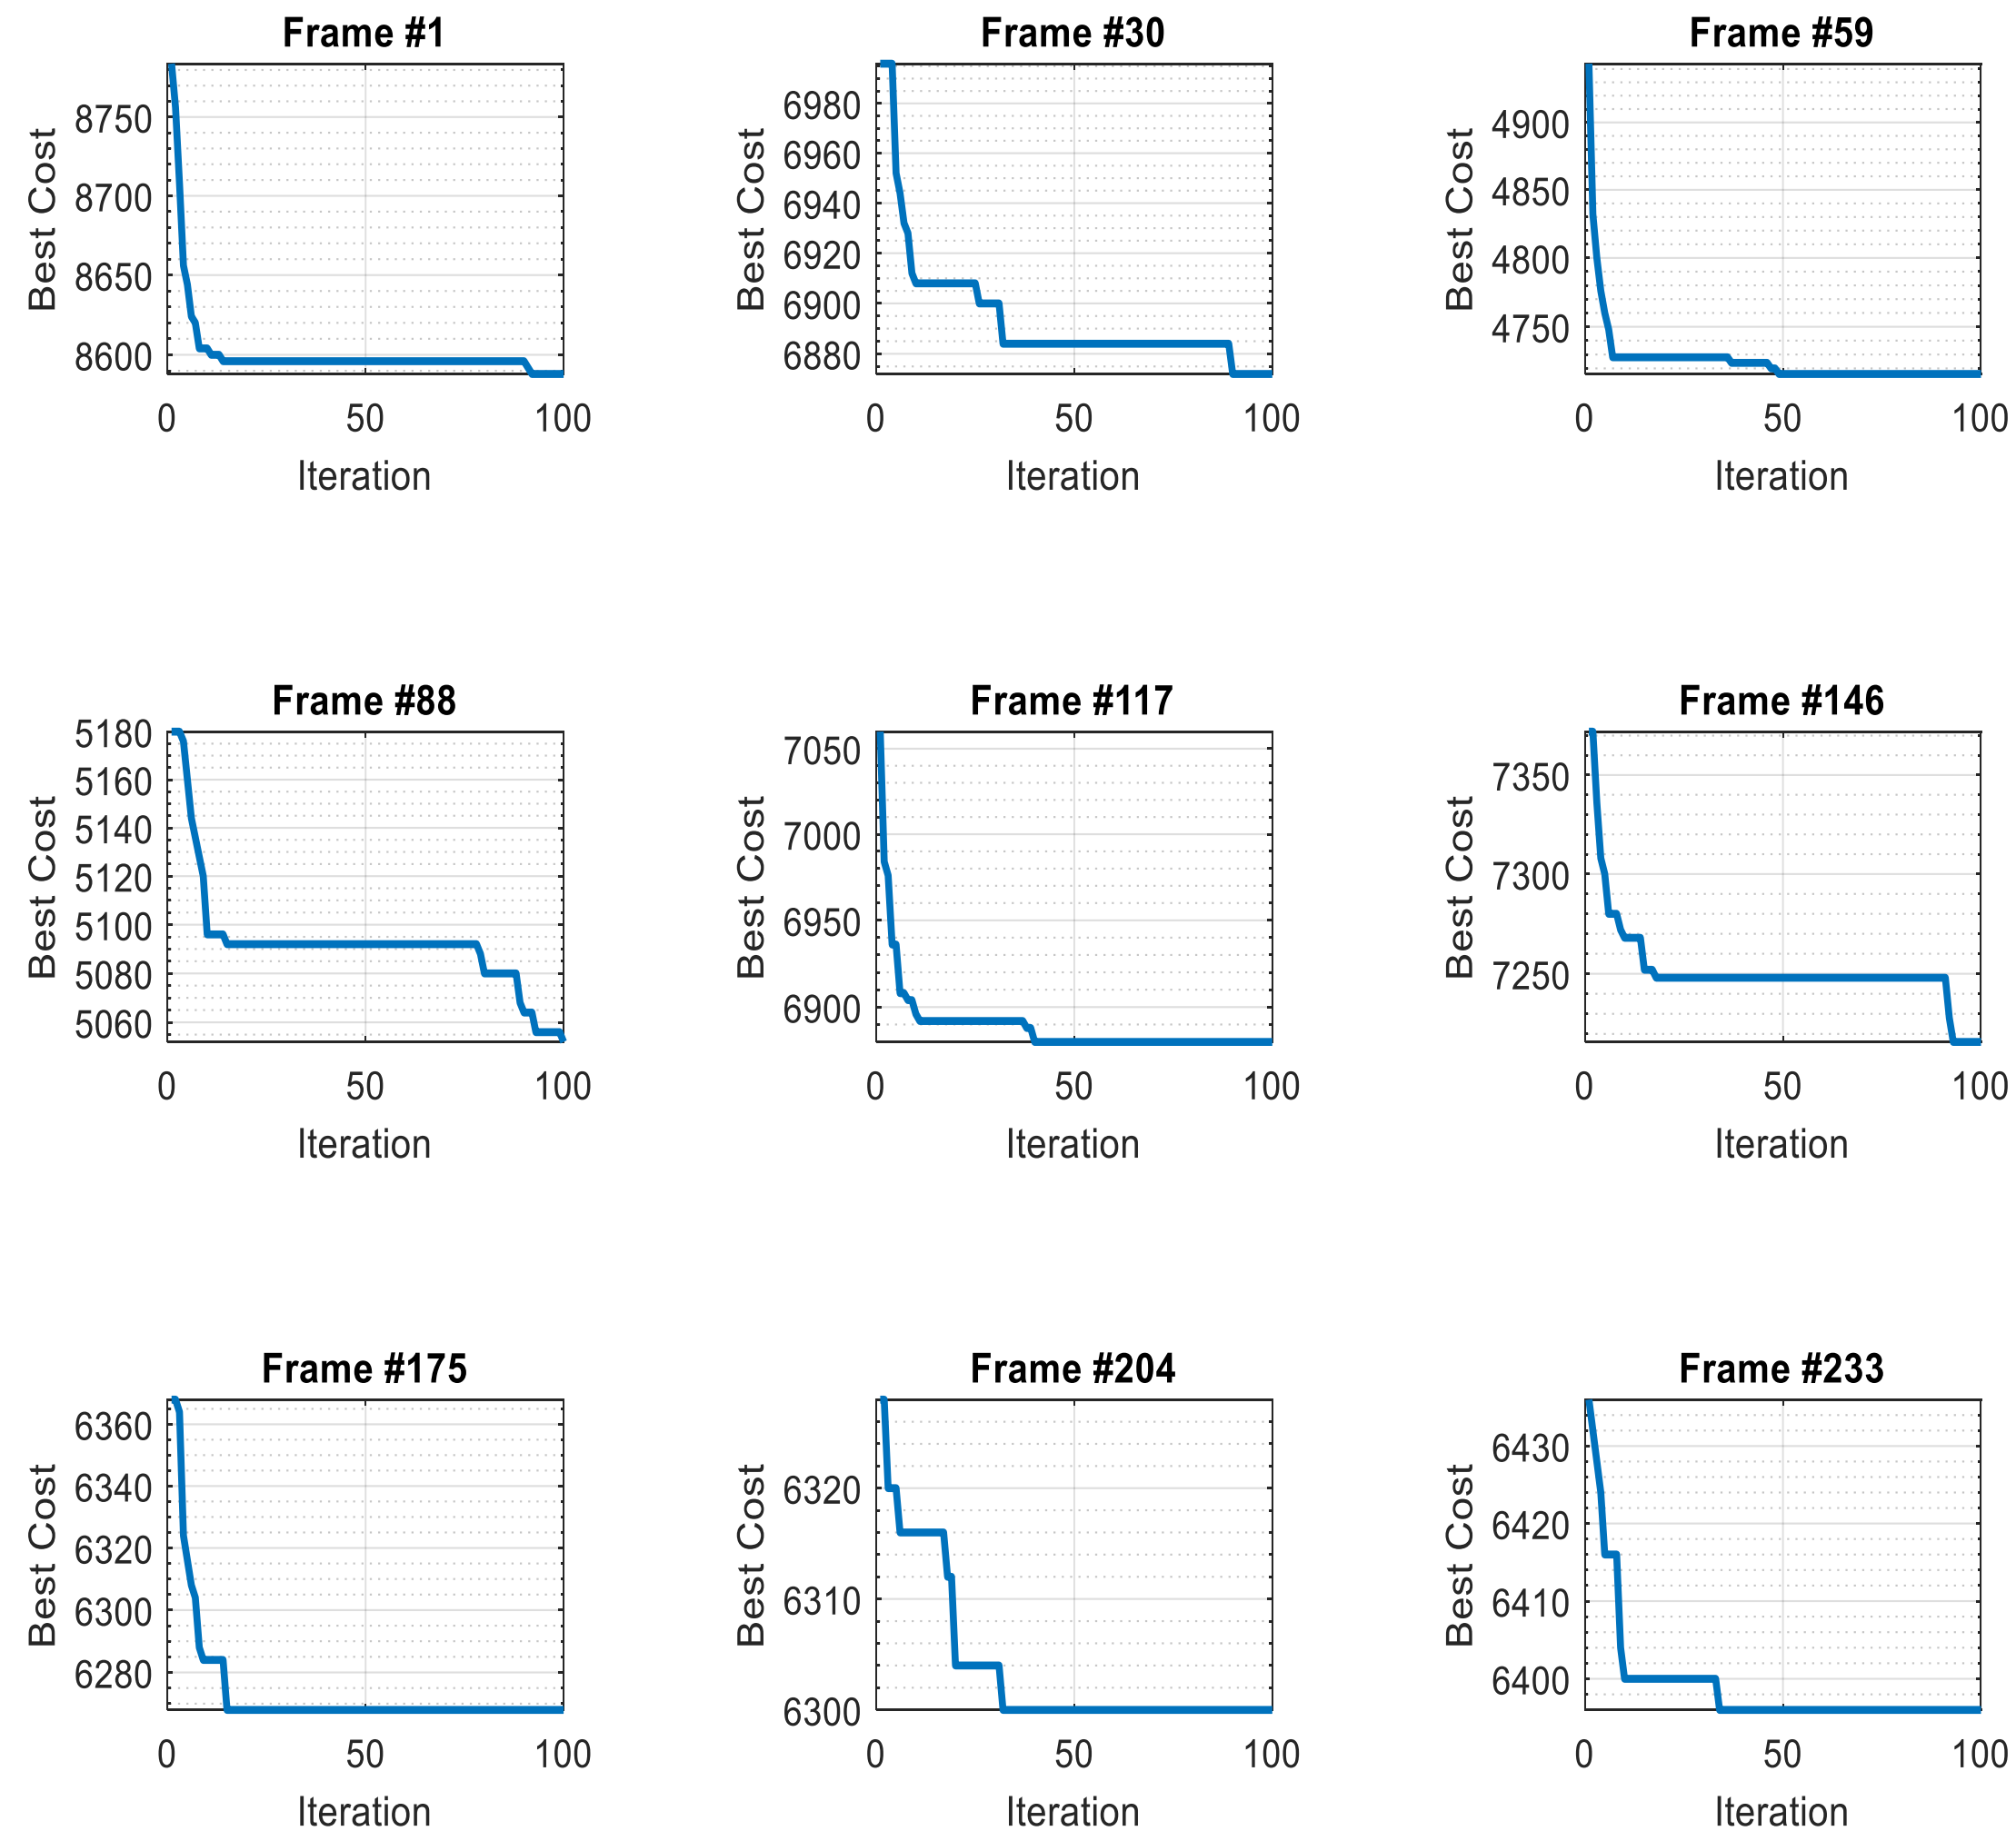 Frame #1
Best Cost
8750
8700
8650
8600
0 50 100
Iteration
Frame #30
Best Cost
6980
6960
6940
6920
6900
6880
0 50 100
Iteration
Frame #59
Best Cost
4900
4850
4800
4750
0 50 100
Iteration
Frame #88
Best Cost
5180
5160
5140
5120
5100
5080
5060
0 50 100
Iteration
Frame #117
Best Cost
7050
7000
6950
6900
0 50 100
Iteration
Frame #146
Best Cost
7350
7300
7250
0 50 100
Iteration
Frame #175
Best Cost
6360
6340
6320
6300
6280
0 50 100
Iteration
Frame #204
Best Cost
6320
6310
6300
0 50 100
Iteration
Frame #233
Best Cost
6430
6420
6410
6400
0 50 100
Iteration